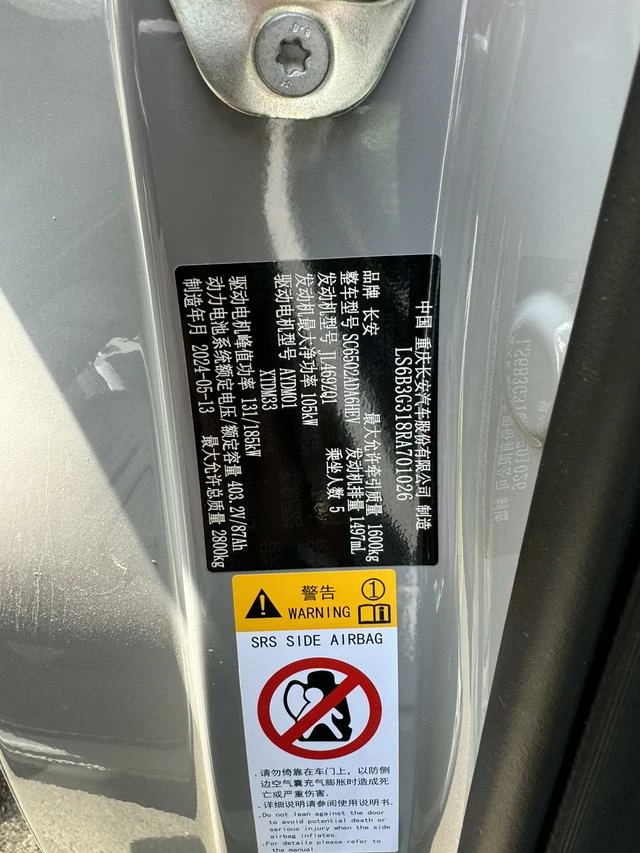 中国 重庆长安汽车股份有限公司 制造
LS6B3G318RA701026
品牌 长安 最大允许牵引质量 1600kg
整车型号 SC6502ADA6HEV 发动机排量 1497mL
发动机型号 JL469ZQ1 乘坐人数 5
发动机最大净功率 105kW
驱动电机型号 AYDM01
XTDM33
驱动电机峰值功率 131/185kW
动力电池系统额定电压/额定容量 403.2V/87Ah
制造年月 2024-05-13 最大允许总质量 2800kg
警告
WARNING
1
SRS SIDE AIRBAG
.请勿倚靠在车门上，以防侧
边空气囊充气膨胀时造成死
亡或严重伤害.
.详细说明请参阅使用说明书.
.Do not lean against the door
to avoid potential death or
serious injury when the side
airbag inflates.
.For details please refer to
the manual